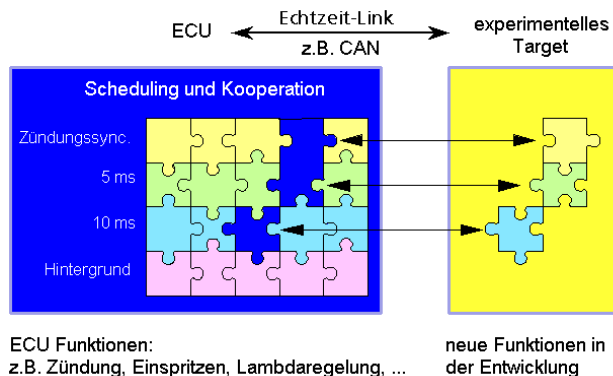 ECU
Echtzeit-Link
z.B. CAN
experimentelles
Target
Scheduling und Kooperation
Zündungssync.
5 ms
10 ms
Hintergrund
ECU Funktionen:
z.B. Zündung, Einspritzen, Lambdaregelung, ...
neue Funktionen in
der Entwicklung